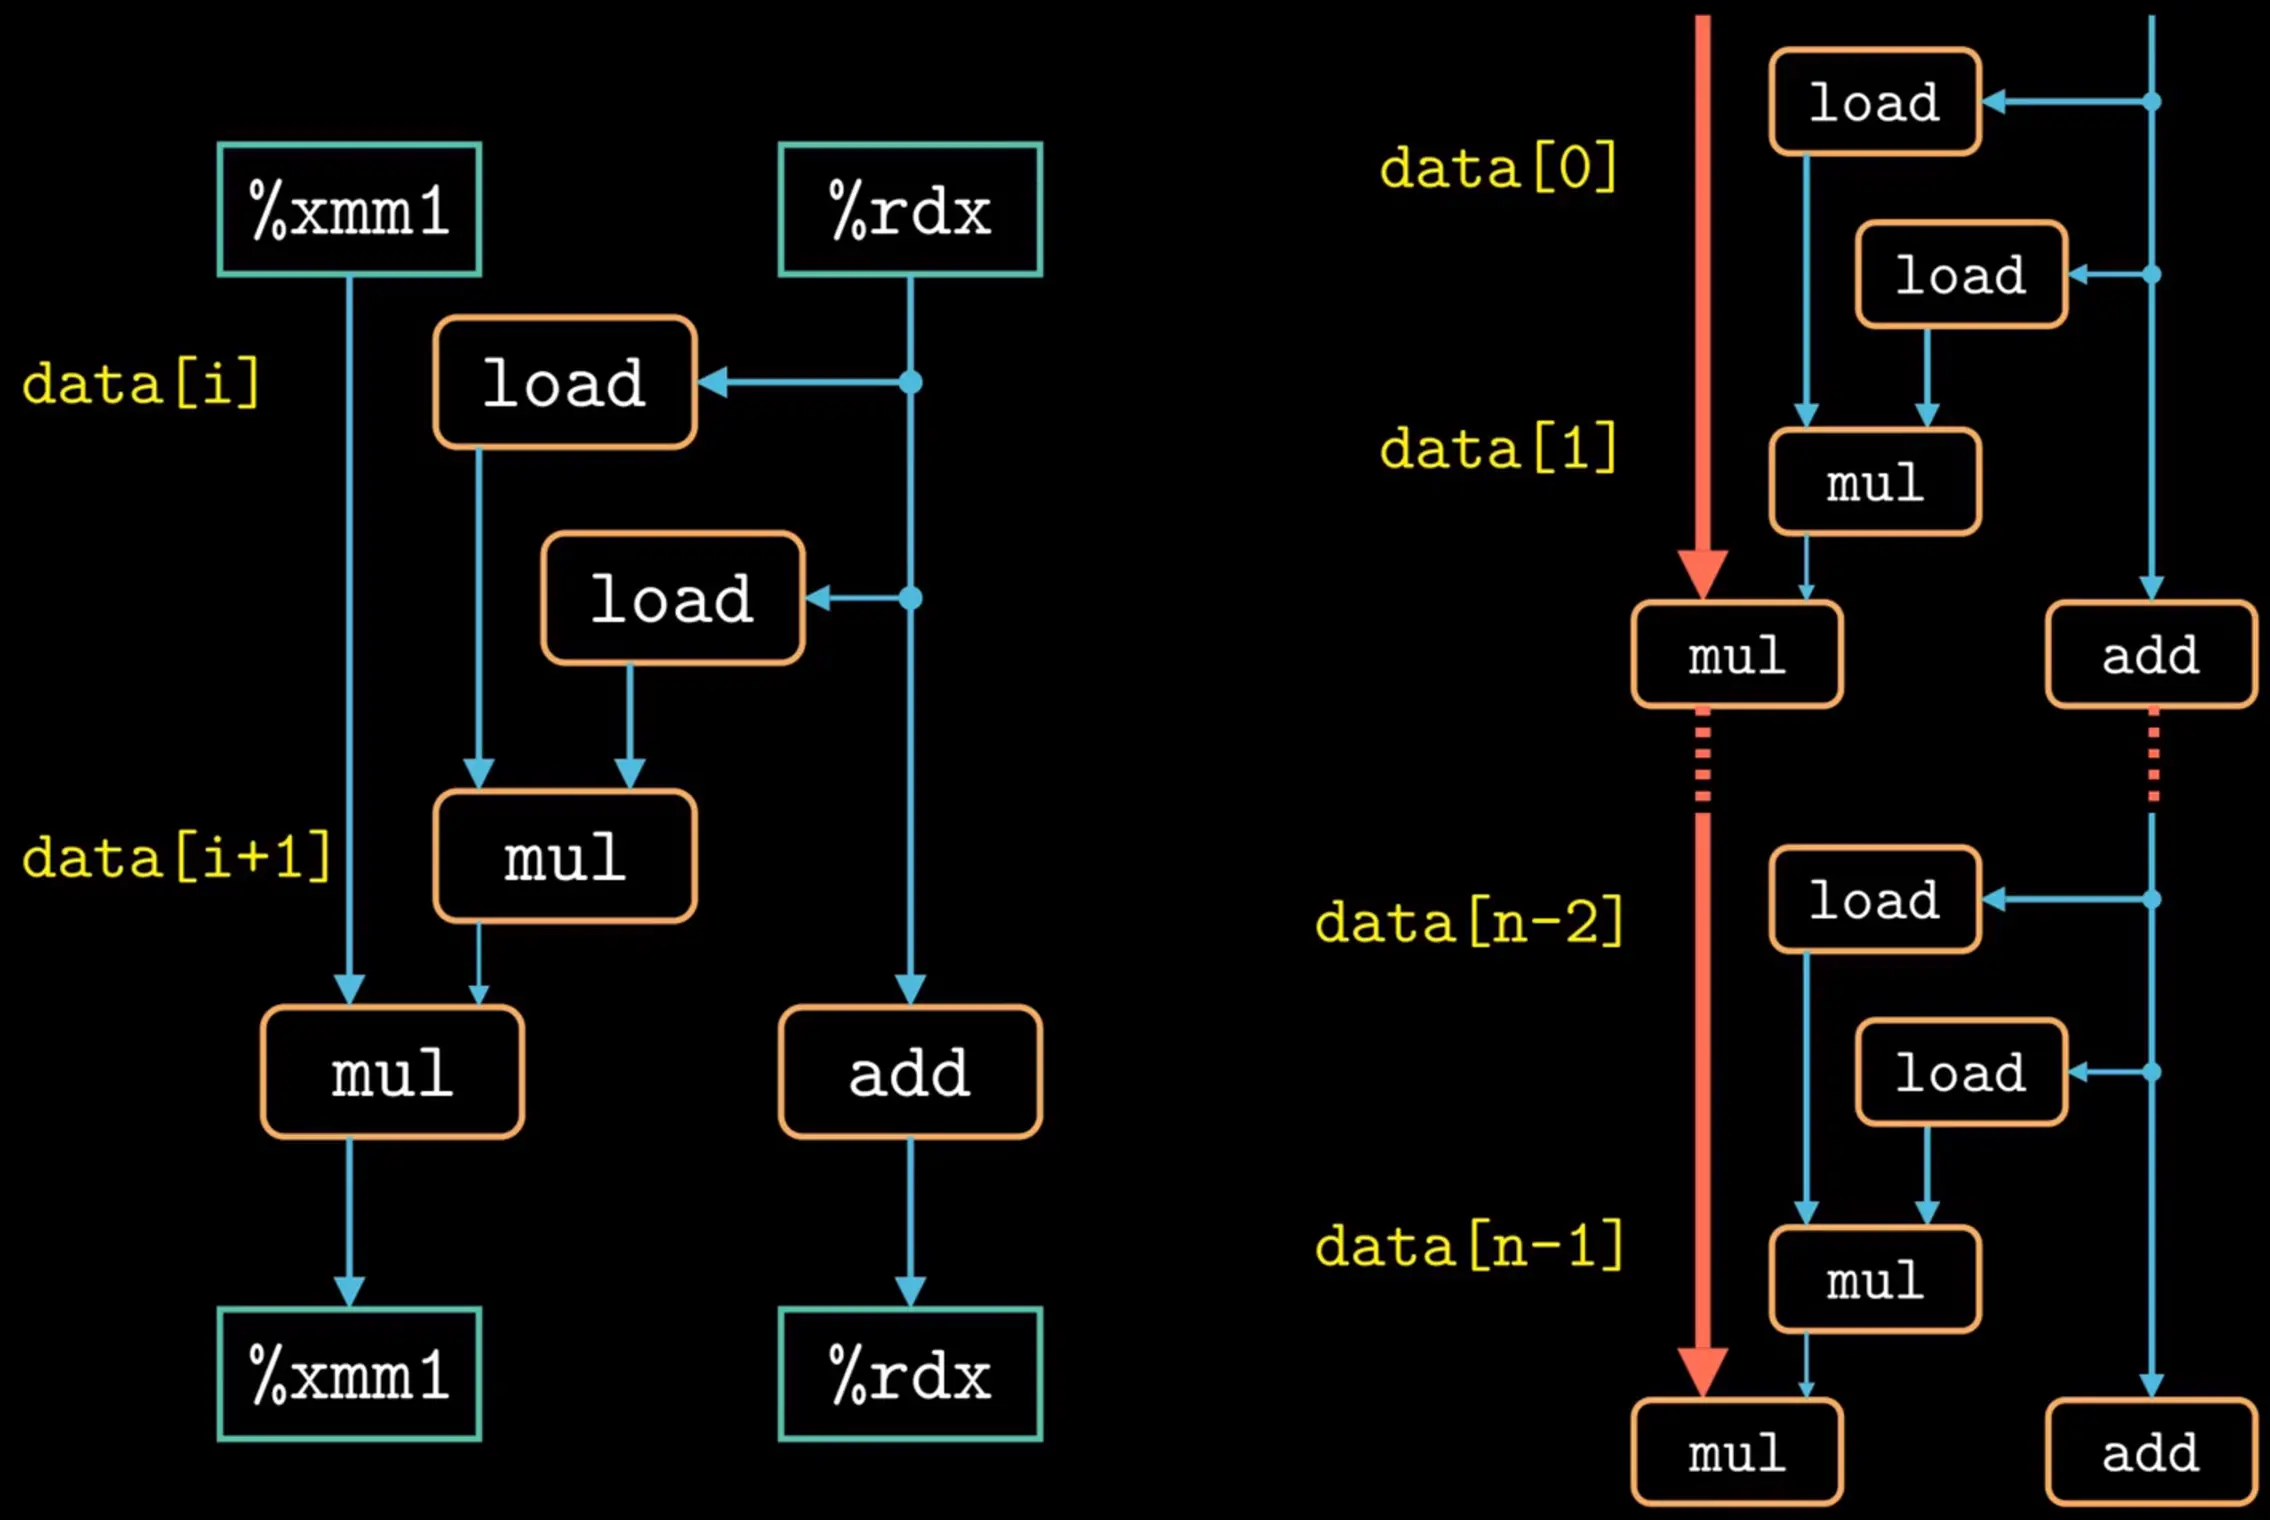 %xmm1
%rdx
data[i]
load
load
data[i+1]
mul
mul
add
%xmm1
%rdx
load
data[0]
load
data[1]
mul
mul
add
load
data[n-2]
load
data[n-1]
mul
mul
add